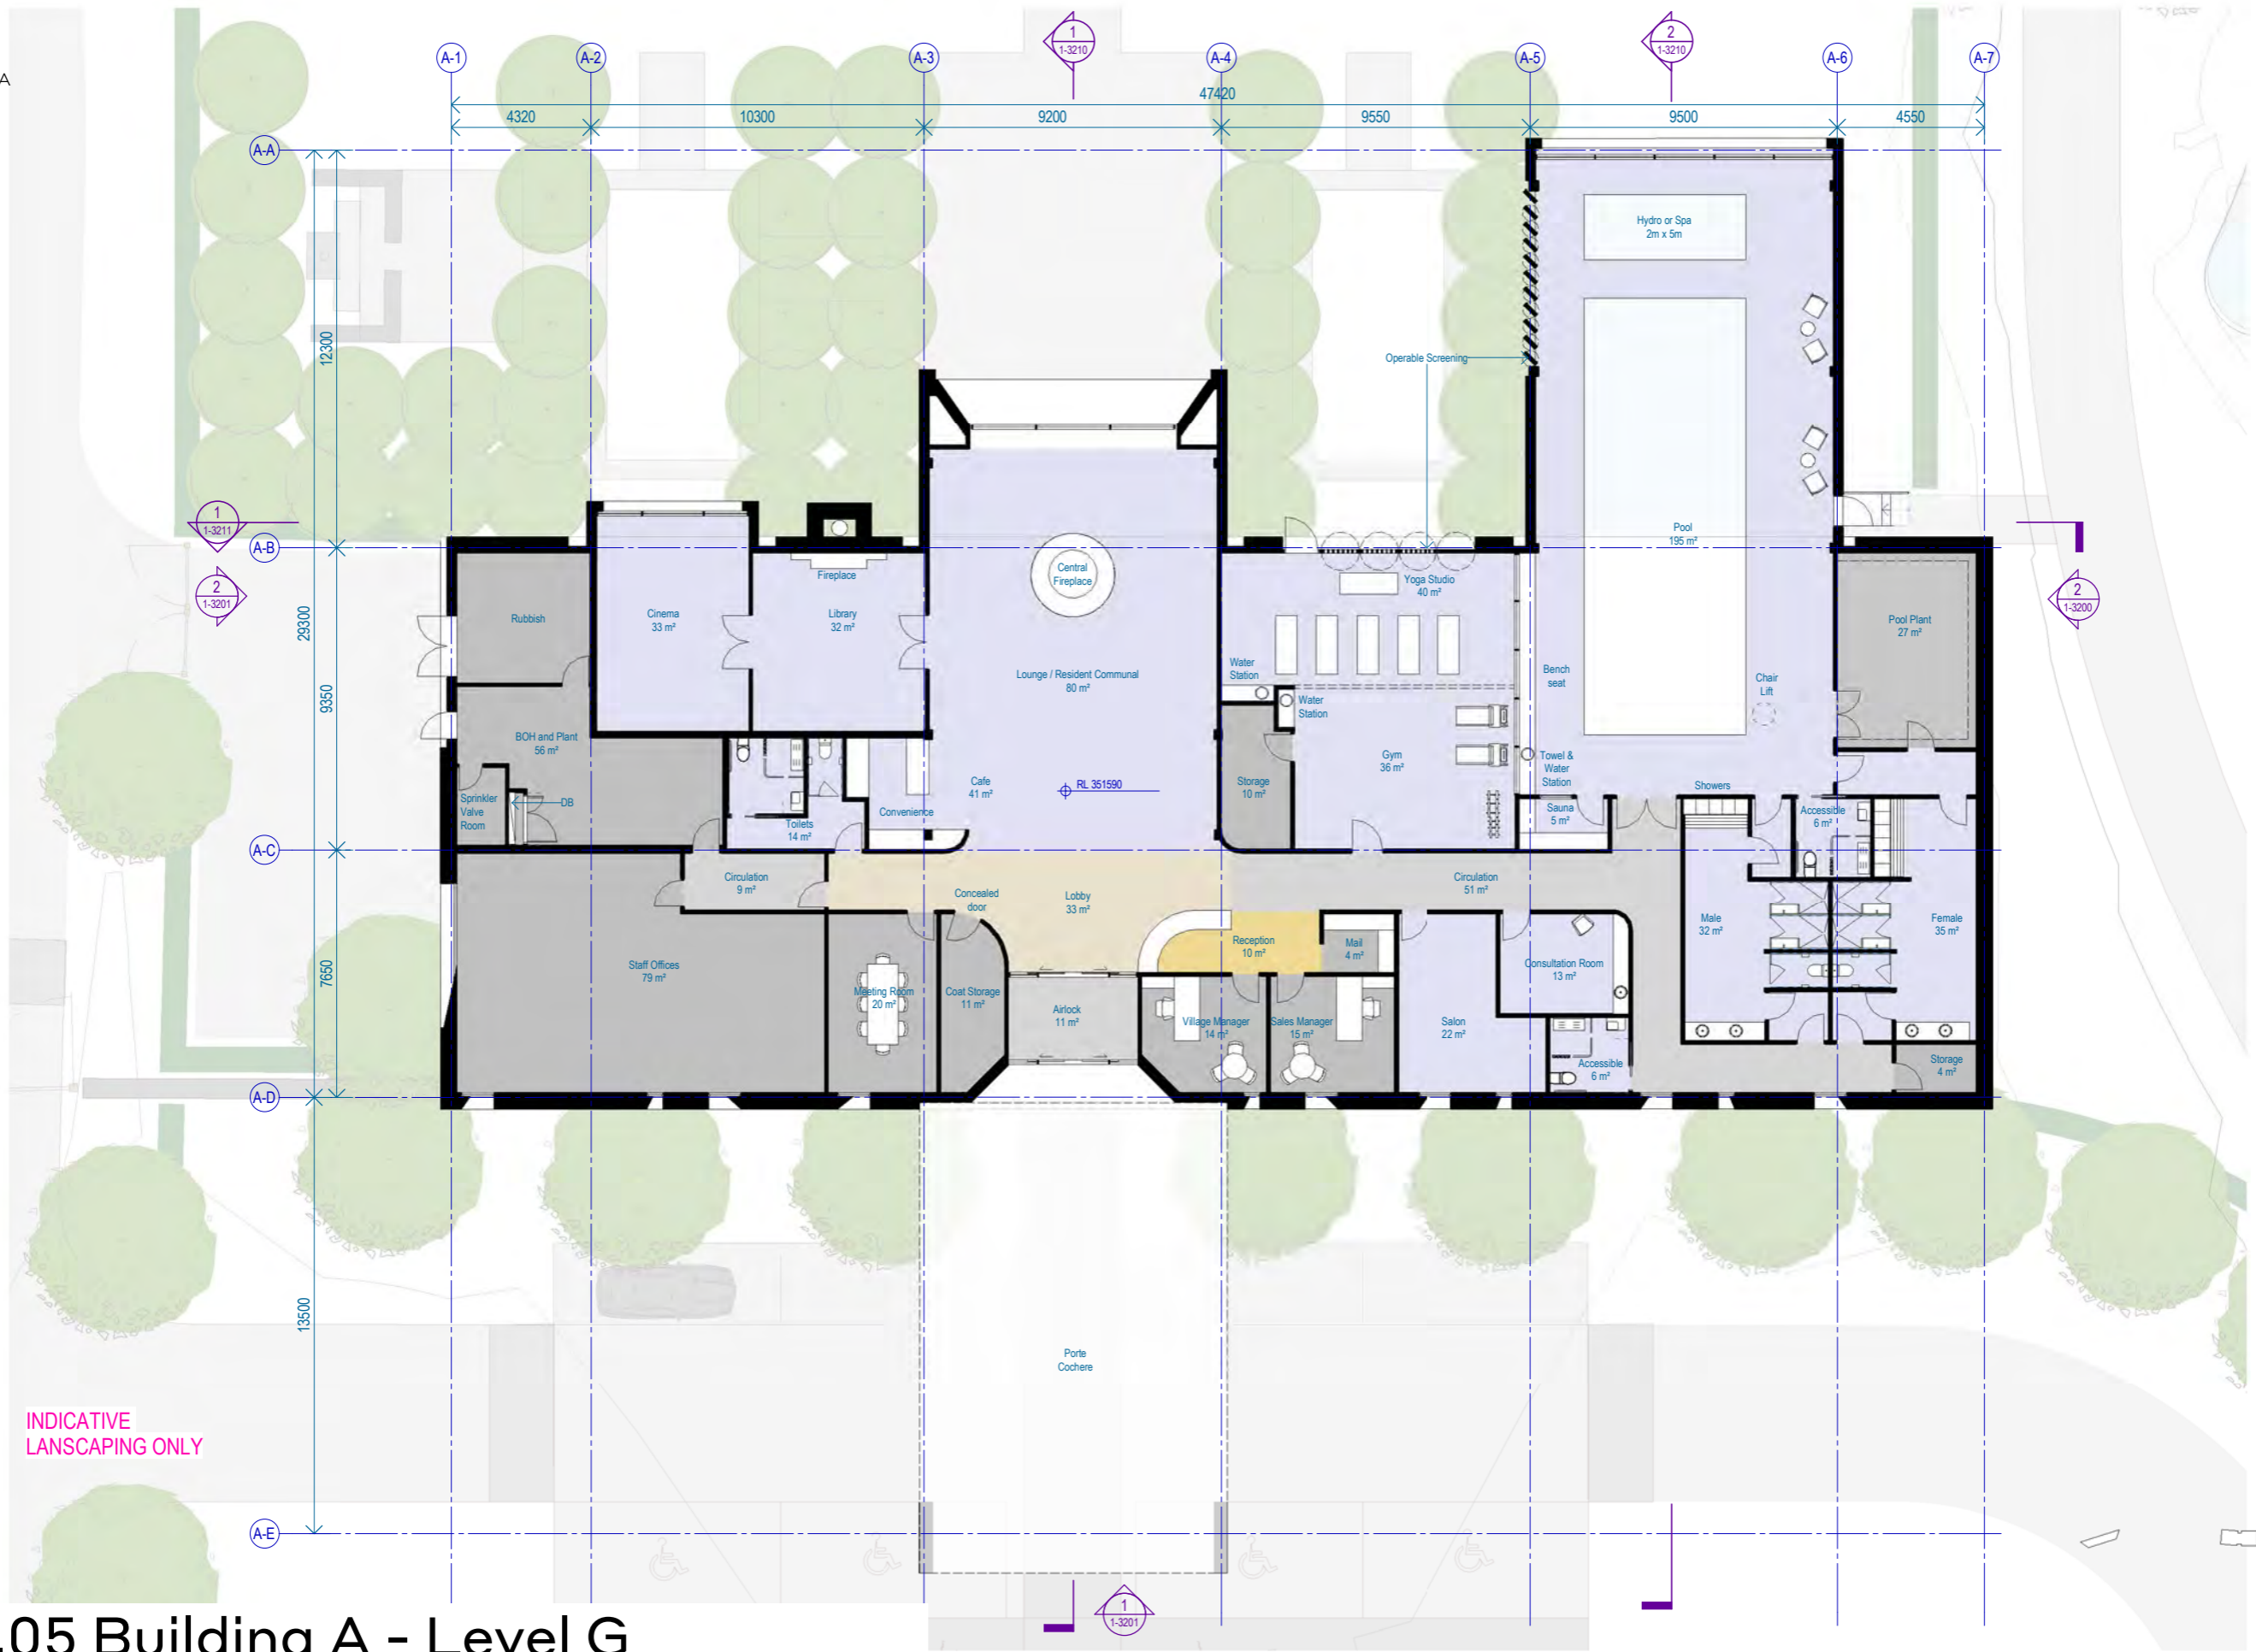 A
A-1
A-2
A-3
1
1-3210
A-4
A-5
2
1-3210
A-6
A-7
47420
4320
10300
9200
9550
9500
4550
A-A
12300
29300
9350
7650
13500
Hydro or Spa
2m x 5m
Operable Screening
1
1-3211
A-B
2
1-3201
2
1-3200
Pool
195 m²
Central
Fireplace
Fireplace
Rubbish
Cinema
33 m²
Library
32 m²
Yoga Studio
40 m²
Pool Plant
27 m²
Lounge / Resident Communal
80 m²
Water
Station
Water
Station
Bench
seat
Chair
Lift
BOH and Plant
56 m²
Gym
36 m²
Towel &
Water
Station
Storage
10 m²
Cafe
41 m²
RL 351590
Convenience
Sprinkler
Valve
Room
DB
Toilets
14 m²
Sauna
5 m²
Showers
Accessible
6 m²
A-C
Circulation
9 m²
Concealed
door
Lobby
33 m²
Circulation
51 m²
Male
32 m²
Female
35 m²
Reception
10 m²
Mail
4 m²
Staff Offices
79 m²
Meeting Room
20 m²
Coat Storage
11 m²
Airlock
11 m²
Village Manager
14 m²
Sales Manager
15 m²
Consultation Room
13 m²
Salon
22 m²
Accessible
6 m²
Storage
4 m²
A-D
Porte
Cochere
INDICATIVE
LANSCAPING ONLY
A-E
1
1-3201
.05 Building A - Level G